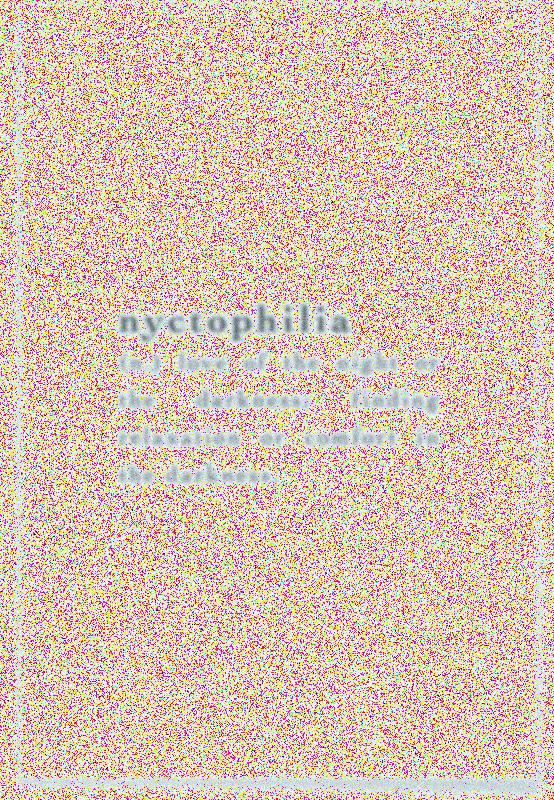 nyctophilia
(n.) love of the night or
the darkness; finding
relaxation or comfort in
the darkness.